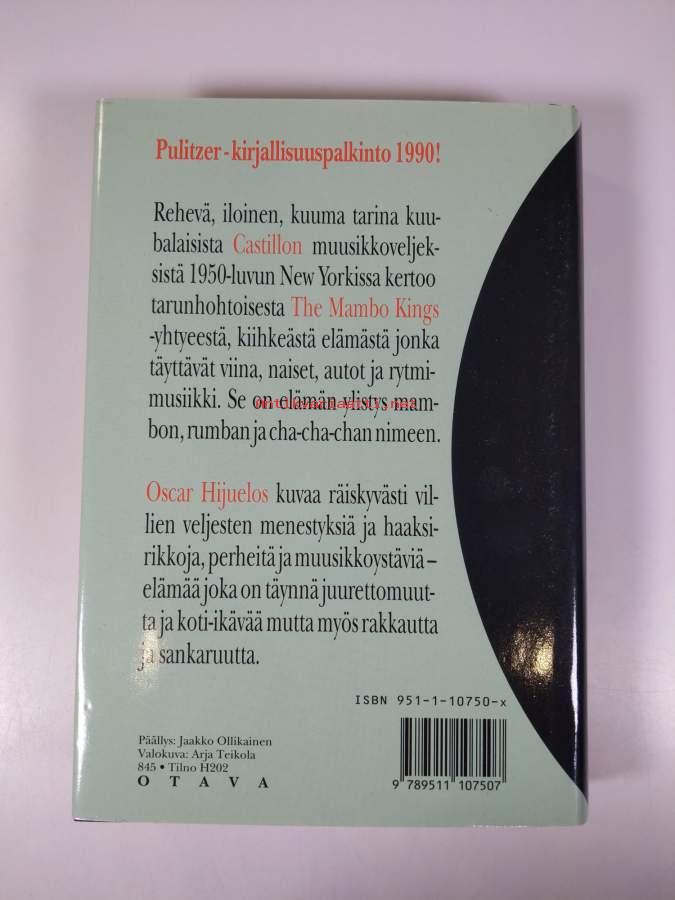 Pulitzer-kirjallisuuspalkinto 1990!
Rehevä, iloinen, kuuma tarina kuu-
balaisista Castillon muusikkoveljek-
sistä 1950-luvun New Yorkissa kertoo
tarunhohtoisesta The Mambo Kings
-yhtyeestä, kiihkeästä elämästä jonka
täyttävät viina, naiset, autot ja rytmi-
musiikki. Se on elämän ylistys mam-
antikvariaatti.net
bon, rumban ja cha-cha-chan nimeen.
Oscar Hijuelos kuvaa räiskyvästi vil-
lien veljesten menestyksiä ja haaksi-
rikkoja, perheitä ja muusikkoystäviä –
elämää joka on täynnä juurettomuut-
ta ja koti-ikävää mutta myös rakkautta
ja sankaruutta.
ISBN 951-1-10750-x
Päällys: Jaakko Ollikainen
Valokuva: Arja Teikola
845 • Tilno H202
OTAVA
9 789511 107507